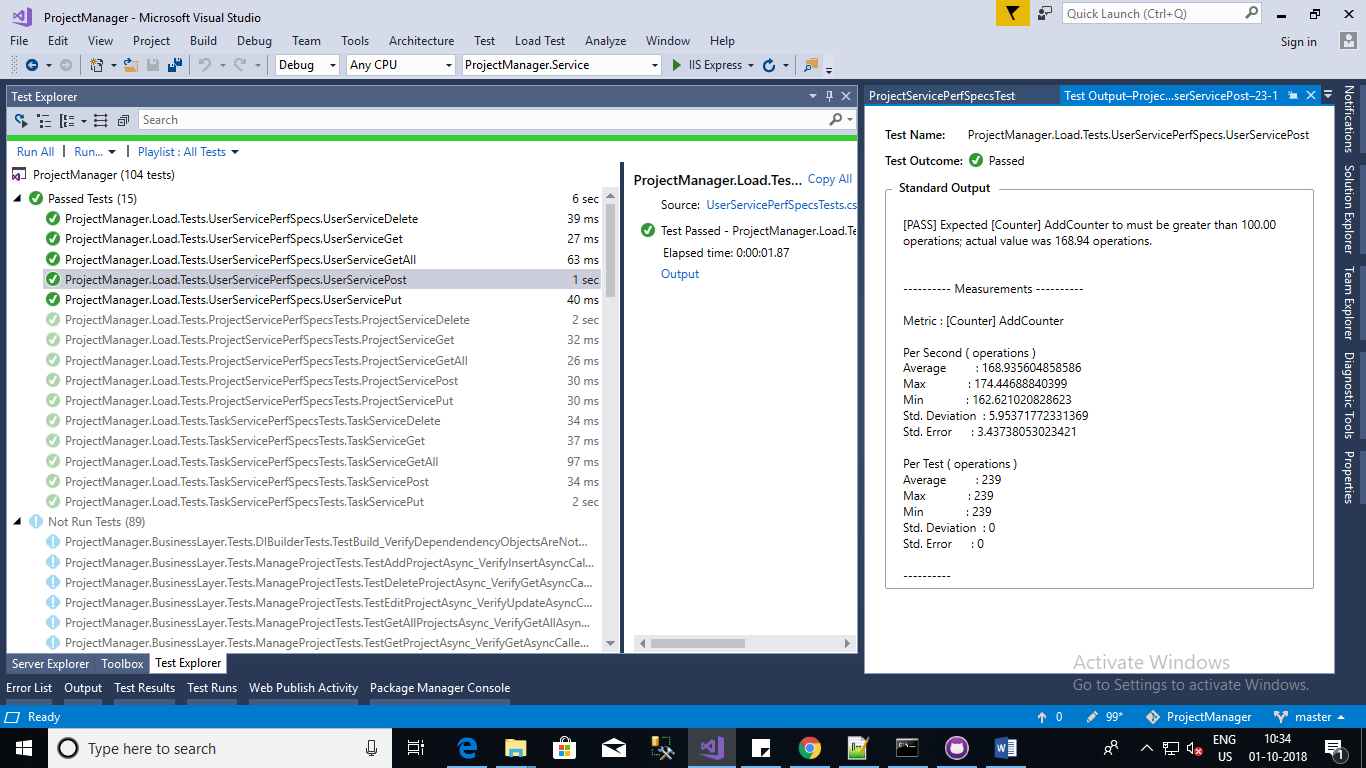 ProjectManager - Microsoft Visual Studio
Quick Launch (Ctrl+Q)
File Edit View Project Build Debug Team Tools Architecture Test Load Test Analyze Window Help
Sign in
Debug Any CPU ProjectManager.Service IIS Express
Test Explorer
Search
Run All | Run... | Playlist : All Tests
ProjectManager (104 tests)
Passed Tests (15) 6 sec
ProjectManager.Load.Tests.UserServicePerfSpecs.UserServiceDelete 39 ms
ProjectManager.Load.Tests.UserServicePerfSpecs.UserServiceGet 27 ms
ProjectManager.Load.Tests.UserServicePerfSpecs.UserServiceGetAll 63 ms
ProjectManager.Load.Tests.UserServicePerfSpecs.UserServicePost 1 sec
ProjectManager.Load.Tests.UserServicePerfSpecs.UserServicePut 40 ms
ProjectManager.Load.Tests.ProjectServicePerfSpecsTests.ProjectServiceDelete 2 sec
ProjectManager.Load.Tests.ProjectServicePerfSpecsTests.ProjectServiceGet 32 ms
ProjectManager.Load.Tests.ProjectServicePerfSpecsTests.ProjectServiceGetAll 26 ms
ProjectManager.Load.Tests.ProjectServicePerfSpecsTests.ProjectServicePost 30 ms
ProjectManager.Load.Tests.ProjectServicePerfSpecsTests.ProjectServicePut 30 ms
ProjectManager.Load.Tests.TaskServicePerfSpecsTests.TaskServiceDelete 34 ms
ProjectManager.Load.Tests.TaskServicePerfSpecsTests.TaskServiceGet 37 ms
ProjectManager.Load.Tests.TaskServicePerfSpecsTests.TaskServiceGetAll 97 ms
ProjectManager.Load.Tests.TaskServicePerfSpecsTests.TaskServicePost 34 ms
ProjectManager.Load.Tests.TaskServicePerfSpecsTests.TaskServicePut 2 sec
Not Run Tests (89)
ProjectManager.BusinessLayer.Tests.DIBuilderTests.TestBuild_VerifyDependendencyObjectsAreNot...
ProjectManager.BusinessLayer.Tests.ManageProjectTests.TestAddProjectAsync_VerifyInsertAsyncCal...
ProjectManager.BusinessLayer.Tests.ManageProjectTests.TestDeleteProjectAsync_VerifyGetAsyncCa...
ProjectManager.BusinessLayer.Tests.ManageProjectTests.TestEditProjectAsync_VerifyUpdateAsyncC...
ProjectManager.BusinessLayer.Tests.ManageProjectTests.TestGetAllProjectsAsync_VerifyGetAllAsyn...
ProjectManager.BusinessLayer.Tests.ManageProjectTests.TestGetProjectAsync_VerifyGetAsyncCalle...
ProjectManager.Load.Tes... Copy All
Source: UserServicePerfSpecsTests.cs
Test Passed - ProjectManager.Load.Te
Elapsed time: 0:00:01.87
Output
ProjectServicePerfSpecsTest
Test Output–Projec...serServicePost–23-1
Test Name: ProjectManager.Load.Tests.UserServicePerfSpecs.UserServicePost
Test Outcome: Passed
Standard Output
[PASS] Expected [Counter] AddCounter to must be greater than 100.00
operations; actual value was 168.94 operations.
---------- Measurements ----------
Metric : [Counter] AddCounter
Per Second ( operations )
Average : 168.935604858586
Max : 174.44688840399
Min : 162.621020828623
Std. Deviation : 5.95371772331369
Std. Error : 3.43738053023421
Per Test ( operations )
Average : 239
Max : 239
Min : 239
Std. Deviation : 0
Std. Error : 0
----------
Notifications
Solution Explorer
Team Explorer
Diagnostic Tools
Properties
Activate Windows
Go to Settings to activate Windows.
Server Explorer Toolbox Test Explorer
Error List Output Test Results Test Runs Web Publish Activity Package Manager Console
Ready
0 99* ProjectManager master
Type here to search
ENG
US
10:34
01-10-2018
1